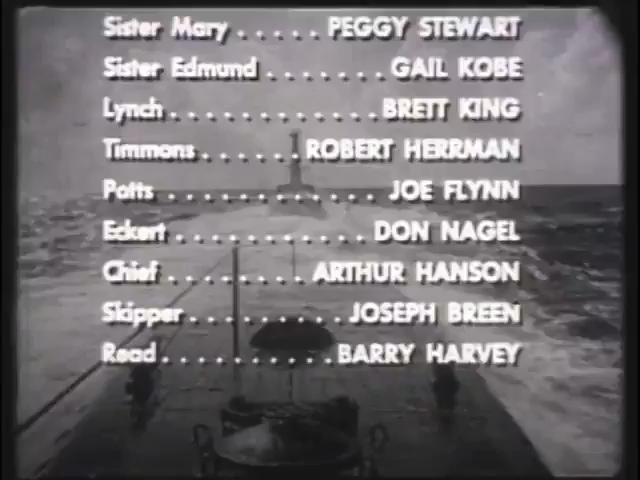 Sister Mary . . . . . PEGGY STEWART
Sister Edmund . . . . . . . GAIL KOBE
Lynch . . . . . . . . . . . . BRETT KING
Timmons . . . . . . ROBERT HERRMAN
Potts . . . . . . . . . . . . JOE FLYNN
Eckert . . . . . . . . . . . DON NAGEL
Chief . . . . . . . . ARTHUR HANSON
Skipper . . . . . . . . . JOSEPH BREEN
Read . . . . . . . . . . BARRY HARVEY